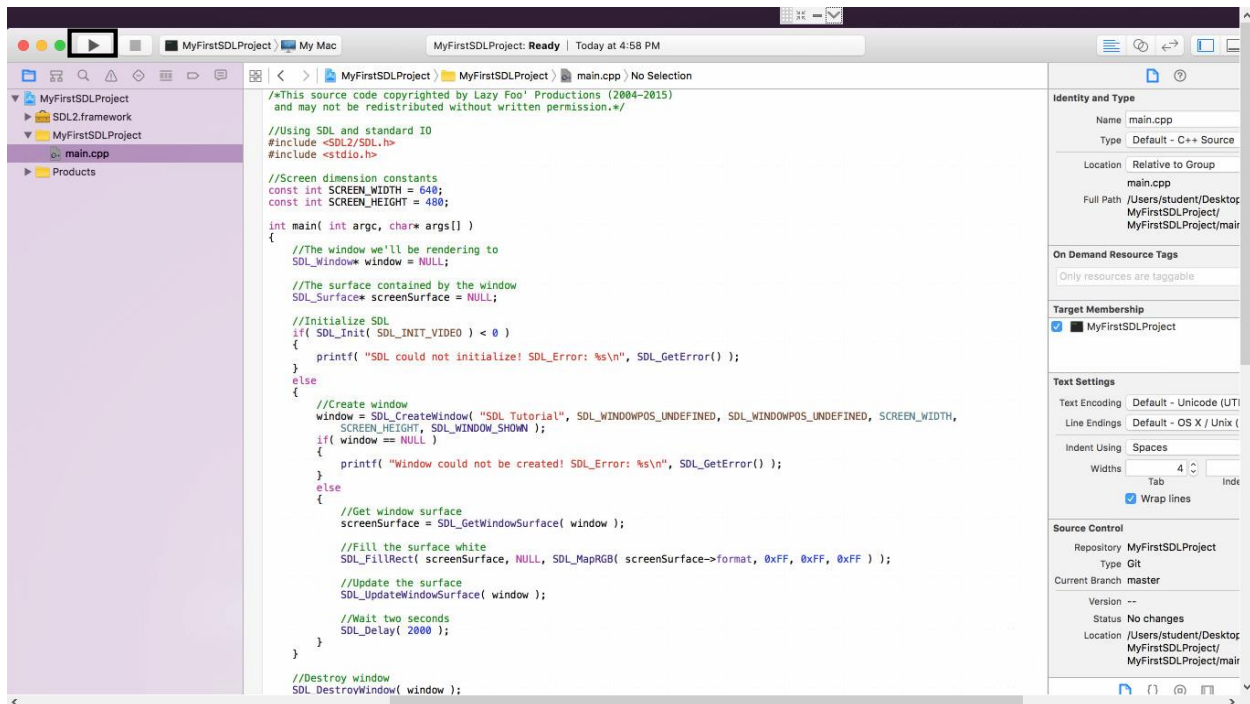 MyFirstSDLProject My Mac
MyFirstSDLProject: Ready | Today at 4:58 PM
MyFirstSDLProject MyFirstSDLProject main.cpp No Selection
MyFirstSDLProject
SDL2.framework
MyFirstSDLProject
main.cpp
Products
/*This source code copyrighted by Lazy Foo' Productions (2004-2015)
and may not be redistributed without written permission.*/
//Using SDL and standard IO
#include <SDL2/SDL.h>
#include <stdio.h>
//Screen dimension constants
const int SCREEN_WIDTH = 640;
const int SCREEN_HEIGHT = 480;
int main( int argc, char* args[] )
{
//The window we'll be rendering to
SDL_Window* window = NULL;
//The surface contained by the window
SDL_Surface* screenSurface = NULL;
//Initialize SDL
if( SDL_Init( SDL_INIT_VIDEO ) < 0 )
{
printf( "SDL could not initialize! SDL_Error: %s\n", SDL_GetError() );
}
else
{
//Create window
window = SDL_CreateWindow( "SDL Tutorial", SDL_WINDOWPOS_UNDEFINED, SDL_WINDOWPOS_UNDEFINED, SCREEN_WIDTH,
SCREEN_HEIGHT, SDL_WINDOW_SHOWN );
if( window == NULL )
{
printf( "Window could not be created! SDL_Error: %s\n", SDL_GetError() );
}
else
{
//Get window surface
screenSurface = SDL_GetWindowSurface( window );
//Fill the surface white
SDL_FillRect( screenSurface, NULL, SDL_MapRGB( screenSurface->format, 0xFF, 0xFF, 0xFF ) );
//Update the surface
SDL_UpdateWindowSurface( window );
//Wait two seconds
SDL_Delay( 2000 );
}
}
//Destroy window
SDL_DestroyWindow( window );
Identity and Type
Name main.cpp
Type Default - C++ Source
Location Relative to Group
main.cpp
Full Path /Users/student/Desktop
MyFirstSDLProject/
MyFirstSDLProject/mair
On Demand Resource Tags
Only resources are taggable
Target Membership
MyFirstSDLProject
Text Settings
Text Encoding Default - Unicode (UTF
Line Endings Default - OS X / Unix (
Indent Using Spaces
Widths 4
Tab Inde
Wrap lines
Source Control
Repository MyFirstSDLProject
Type Git
Current Branch master
Version --
Status No changes
Location /Users/student/Desktop
MyFirstSDLProject/
MyFirstSDLProject/mair